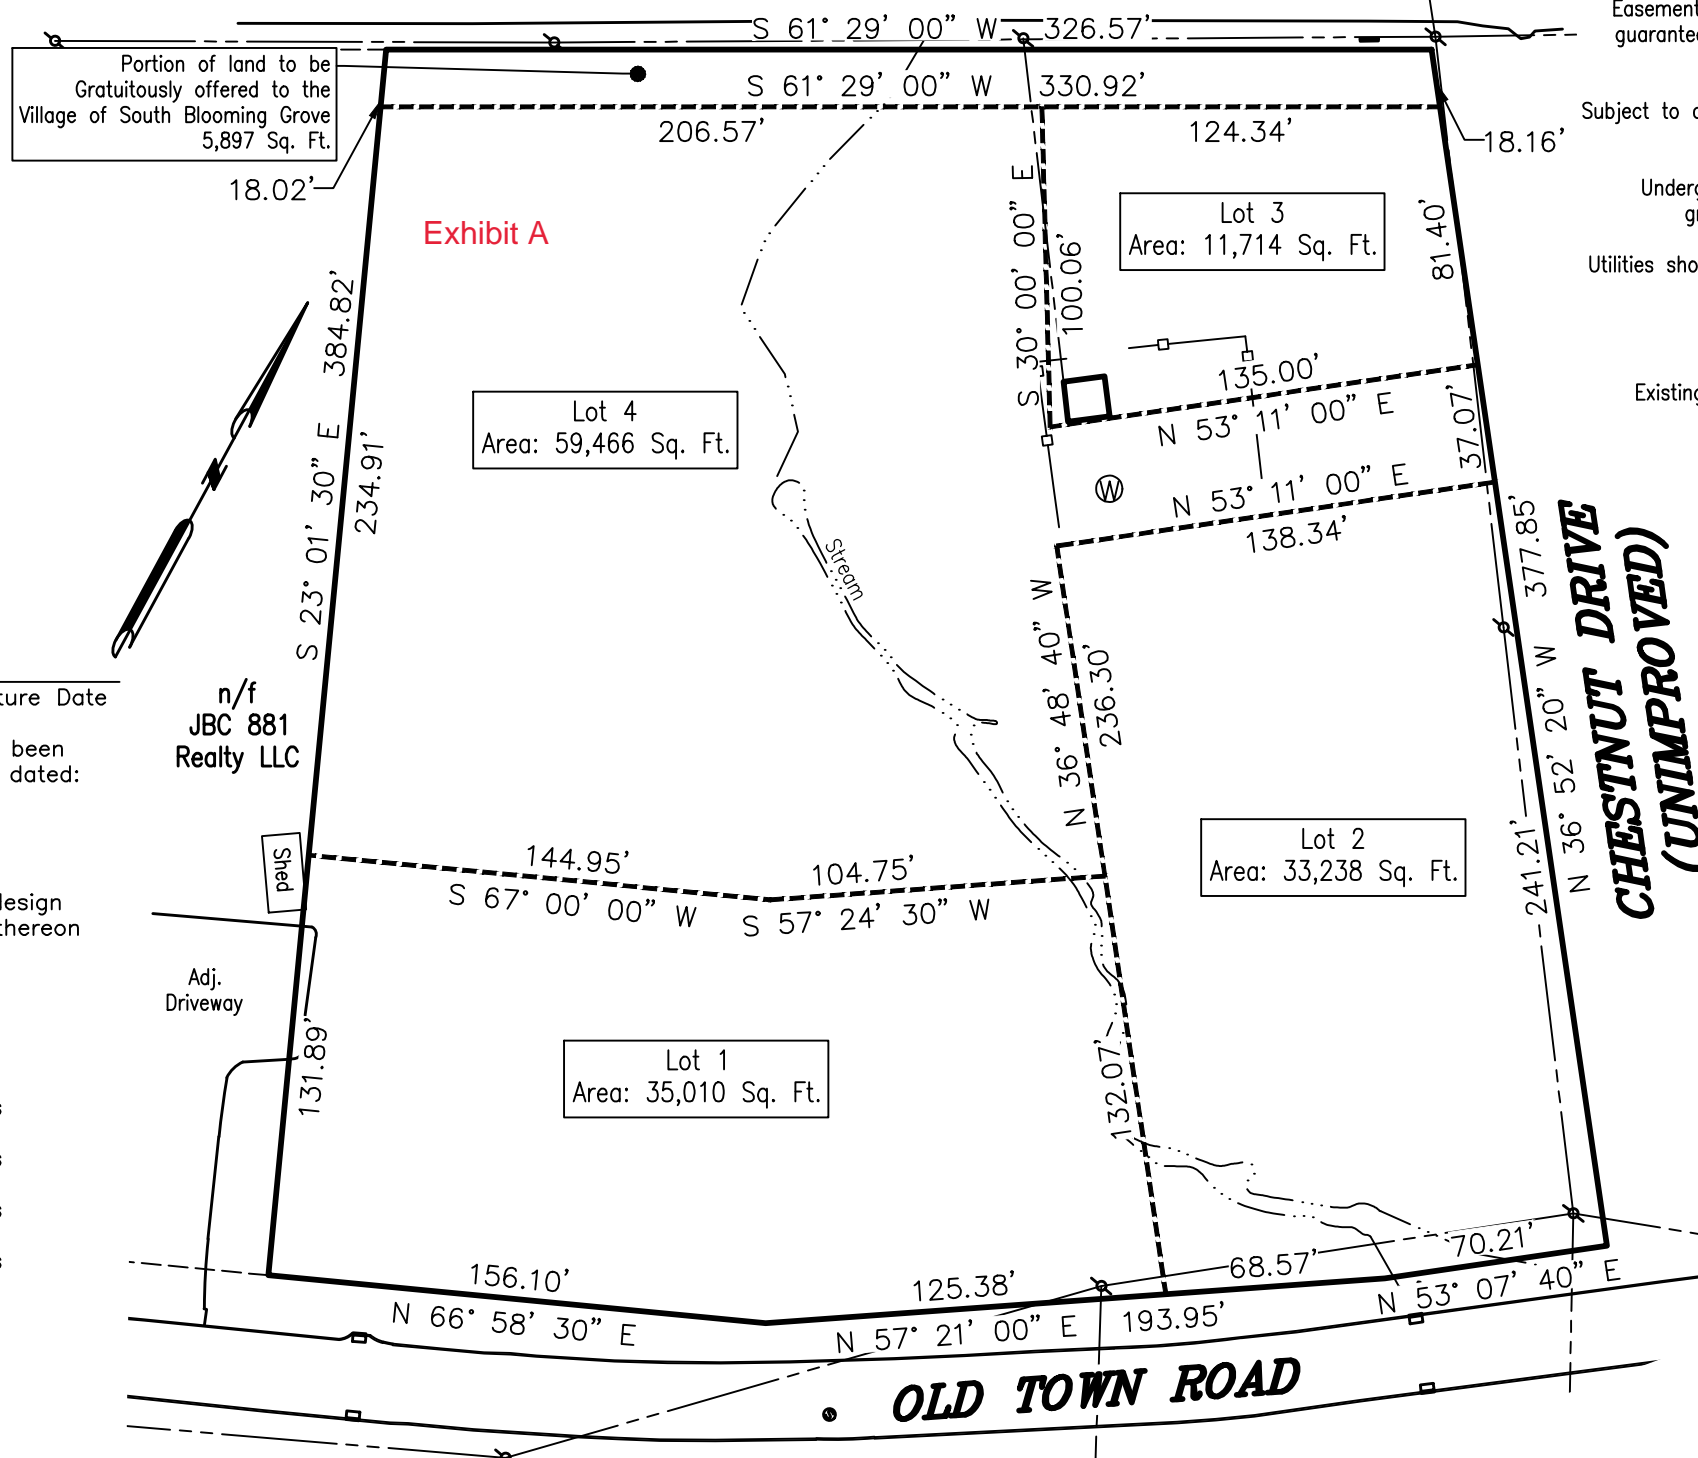 S 61° 29' 00" W 326.57'
Easement
guarantee
Portion of land to be
Gratuitously offered to the
Village of South Blooming Grove
5,897 Sq. Ft.
S 61° 29' 00" W 330.92'
206.57'
124.34'
18.16'
Subject to
18.02'
Exhibit A
Lot 3
Area: 11,714 Sq. Ft.
81.40'
Utilities sho
S 30° 00' 00" E
100.06'
S 23° 01' 30" E 384.82'
234.91'
Lot 4
Area: 59,466 Sq. Ft.
135.00'
N 53° 11' 00" E
37.07'
Existing
W
N 53° 11' 00" E
138.34'
Stream
N 36° 48' 40" W
236.30'
N 36° 52' 20" W 377.85'
241.21'
CHESTNUT DRIVE
(UNIMPROVED)
ture Date
n/f
JBC 881
Realty LLC
been
dated:
Shed
144.95'
S 67° 00' 00" W
104.75'
S 57° 24' 30" W
Lot 2
Area: 33,238 Sq. Ft.
design
thereon
Adj.
Driveway
131.89'
Lot 1
Area: 35,010 Sq. Ft.
132.07'
s
s
s
s
156.10'
N 66° 58' 30" E
125.38'
68.57'
70.21'
N 57° 21' 00" E 193.95'
N 53° 07' 40" E
OLD TOWN ROAD